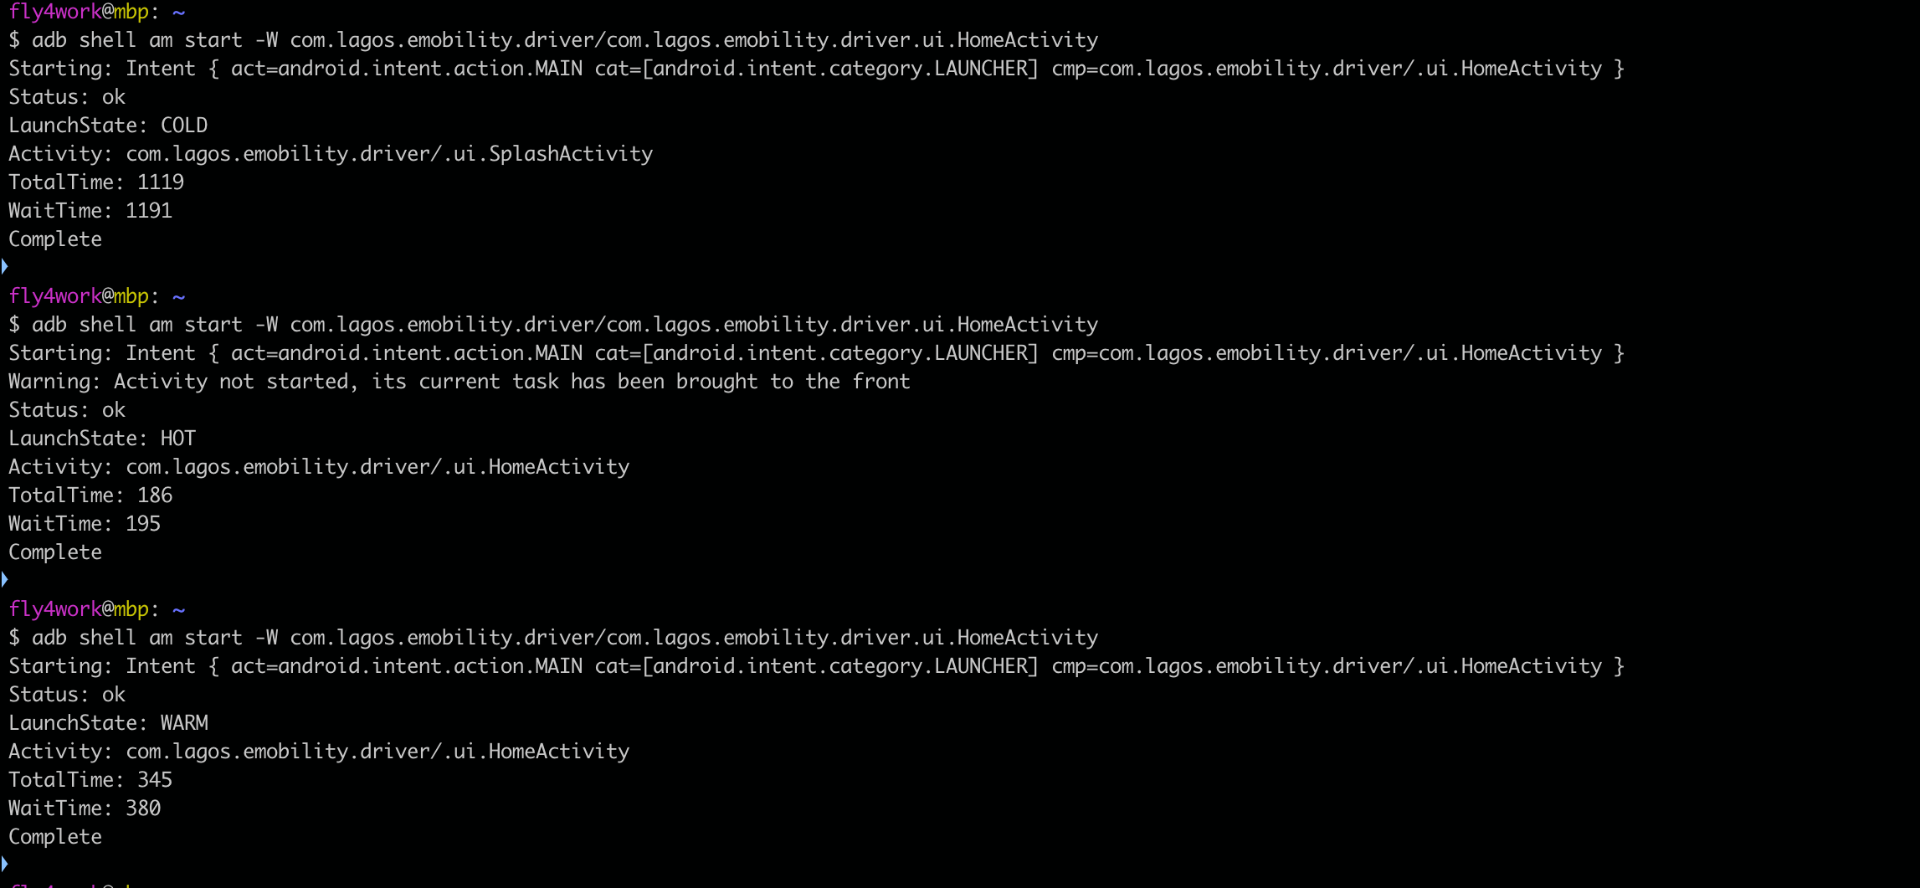 fly4work@mbp: ~
$ adb shell am start -W com.lagos.emobility.driver/com.lagos.emobility.driver.ui.HomeActivity
Starting: Intent { act=android.intent.action.MAIN cat=[android.intent.category.LAUNCHER] cmp=com.lagos.emobility.driver/.ui.HomeActivity }
Status: ok
LaunchState: COLD
Activity: com.lagos.emobility.driver/.ui.SplashActivity
TotalTime: 1119
WaitTime: 1191
Complete
fly4work@mbp: ~
$ adb shell am start -W com.lagos.emobility.driver/com.lagos.emobility.driver.ui.HomeActivity
Starting: Intent { act=android.intent.action.MAIN cat=[android.intent.category.LAUNCHER] cmp=com.lagos.emobility.driver/.ui.HomeActivity }
Warning: Activity not started, its current task has been brought to the front
Status: ok
LaunchState: HOT
Activity: com.lagos.emobility.driver/.ui.HomeActivity
TotalTime: 186
WaitTime: 195
Complete
fly4work@mbp: ~
$ adb shell am start -W com.lagos.emobility.driver/com.lagos.emobility.driver.ui.HomeActivity
Starting: Intent { act=android.intent.action.MAIN cat=[android.intent.category.LAUNCHER] cmp=com.lagos.emobility.driver/.ui.HomeActivity }
Status: ok
LaunchState: WARM
Activity: com.lagos.emobility.driver/.ui.HomeActivity
TotalTime: 345
WaitTime: 380
Complete